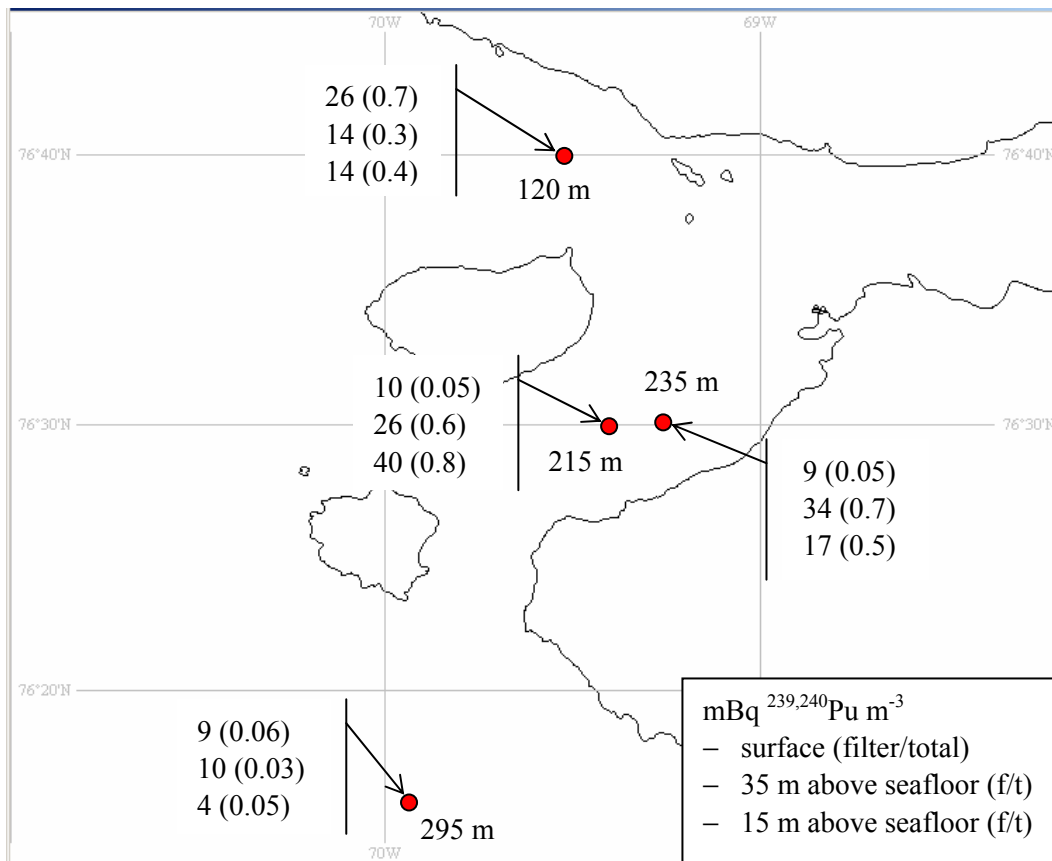 70W
69W
26 (0.7)
14 (0.3)
14 (0.4)
76°40'N
76°40'N
120 m
10 (0.05)
26 (0.6)
40 (0.8)
235 m
76°30'N
76°30'N
215 m
9 (0.05)
34 (0.7)
17 (0.5)
76°20'N
9 (0.06)
10 (0.03)
4 (0.05)
295 m
70W
mBq ²³⁹,²⁴⁰Pu m⁻³
– surface (filter/total)
– 35 m above seafloor (f/t)
– 15 m above seafloor (f/t)